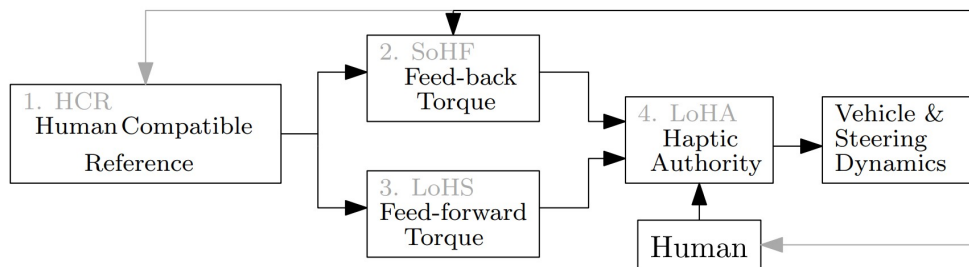 1. HCR
Human Compatible
Reference
2. SoHF
Feed-back
Torque
3. LoHS
Feed-forward
Torque
4. LoHA
Haptic
Authority
Human
Vehicle &
Steering
Dynamics